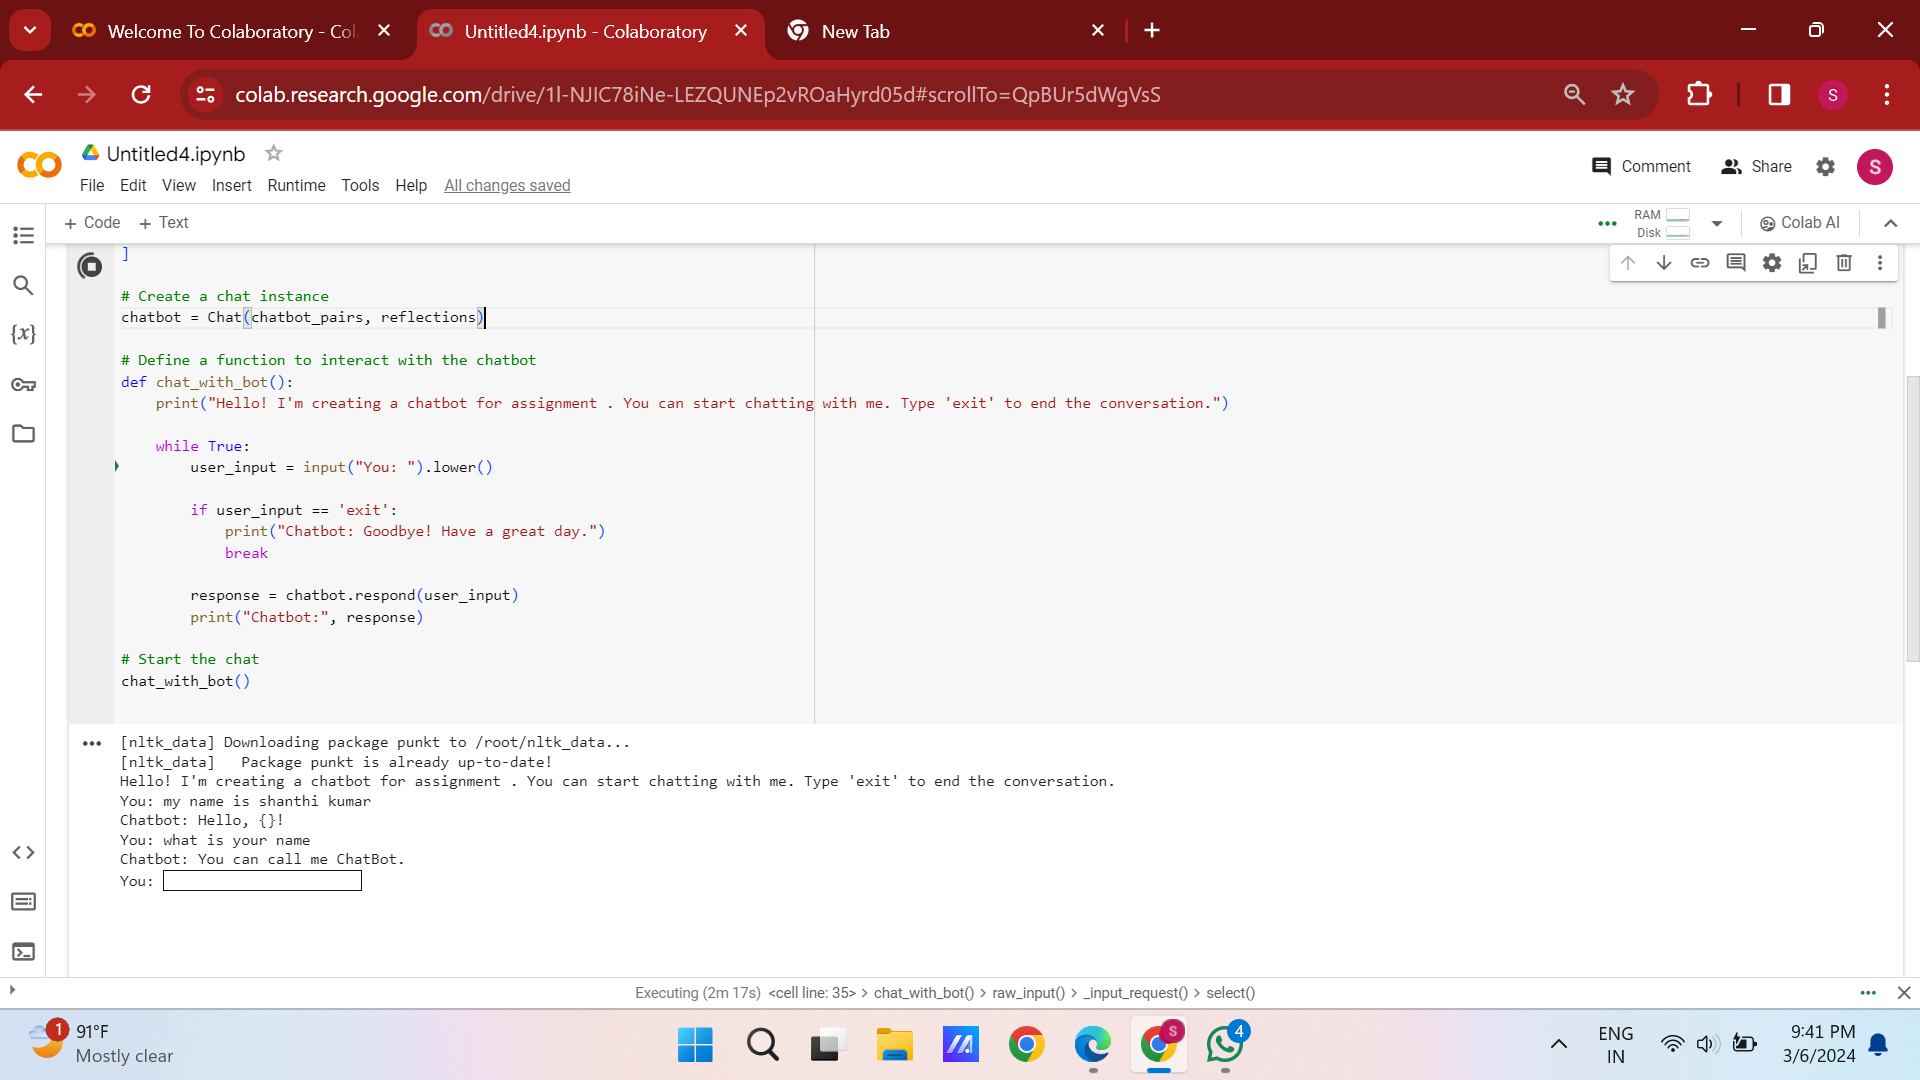 Welcome To Colaboratory - Col
Untitled4.ipynb - Colaboratory
New Tab
colab.research.google.com/drive/1l-NJIC78iNe-LEZQUNEp2vROaHyrd05d#scrollTo=QpBUr5dWgVsS
S
Untitled4.ipynb
File Edit View Insert Runtime Tools Help All changes saved
Comment Share S
+ Code + Text
RAM
Disk
Colab AI
]
# Create a chat instance
chatbot = Chat(chatbot_pairs, reflections)
# Define a function to interact with the chatbot
def chat_with_bot():
print("Hello! I'm creating a chatbot for assignment . You can start chatting with me. Type 'exit' to end the conversation.")
while True:
user_input = input("You: ").lower()
if user_input == 'exit':
print("Chatbot: Goodbye! Have a great day.")
break
response = chatbot.respond(user_input)
print("Chatbot:", response)
# Start the chat
chat_with_bot()
[nltk_data] Downloading package punkt to /root/nltk_data...
[nltk_data]   Package punkt is already up-to-date!
Hello! I'm creating a chatbot for assignment . You can start chatting with me. Type 'exit' to end the conversation.
You: my name is shanthi kumar
Chatbot: Hello, {}!
You: what is your name
Chatbot: You can call me ChatBot.
You:
Executing (2m 17s) <cell line: 35> > chat_with_bot() > raw_input() > _input_request() > select()
1
91°F
Mostly clear
S
4
ENG
IN
9:41 PM
3/6/2024